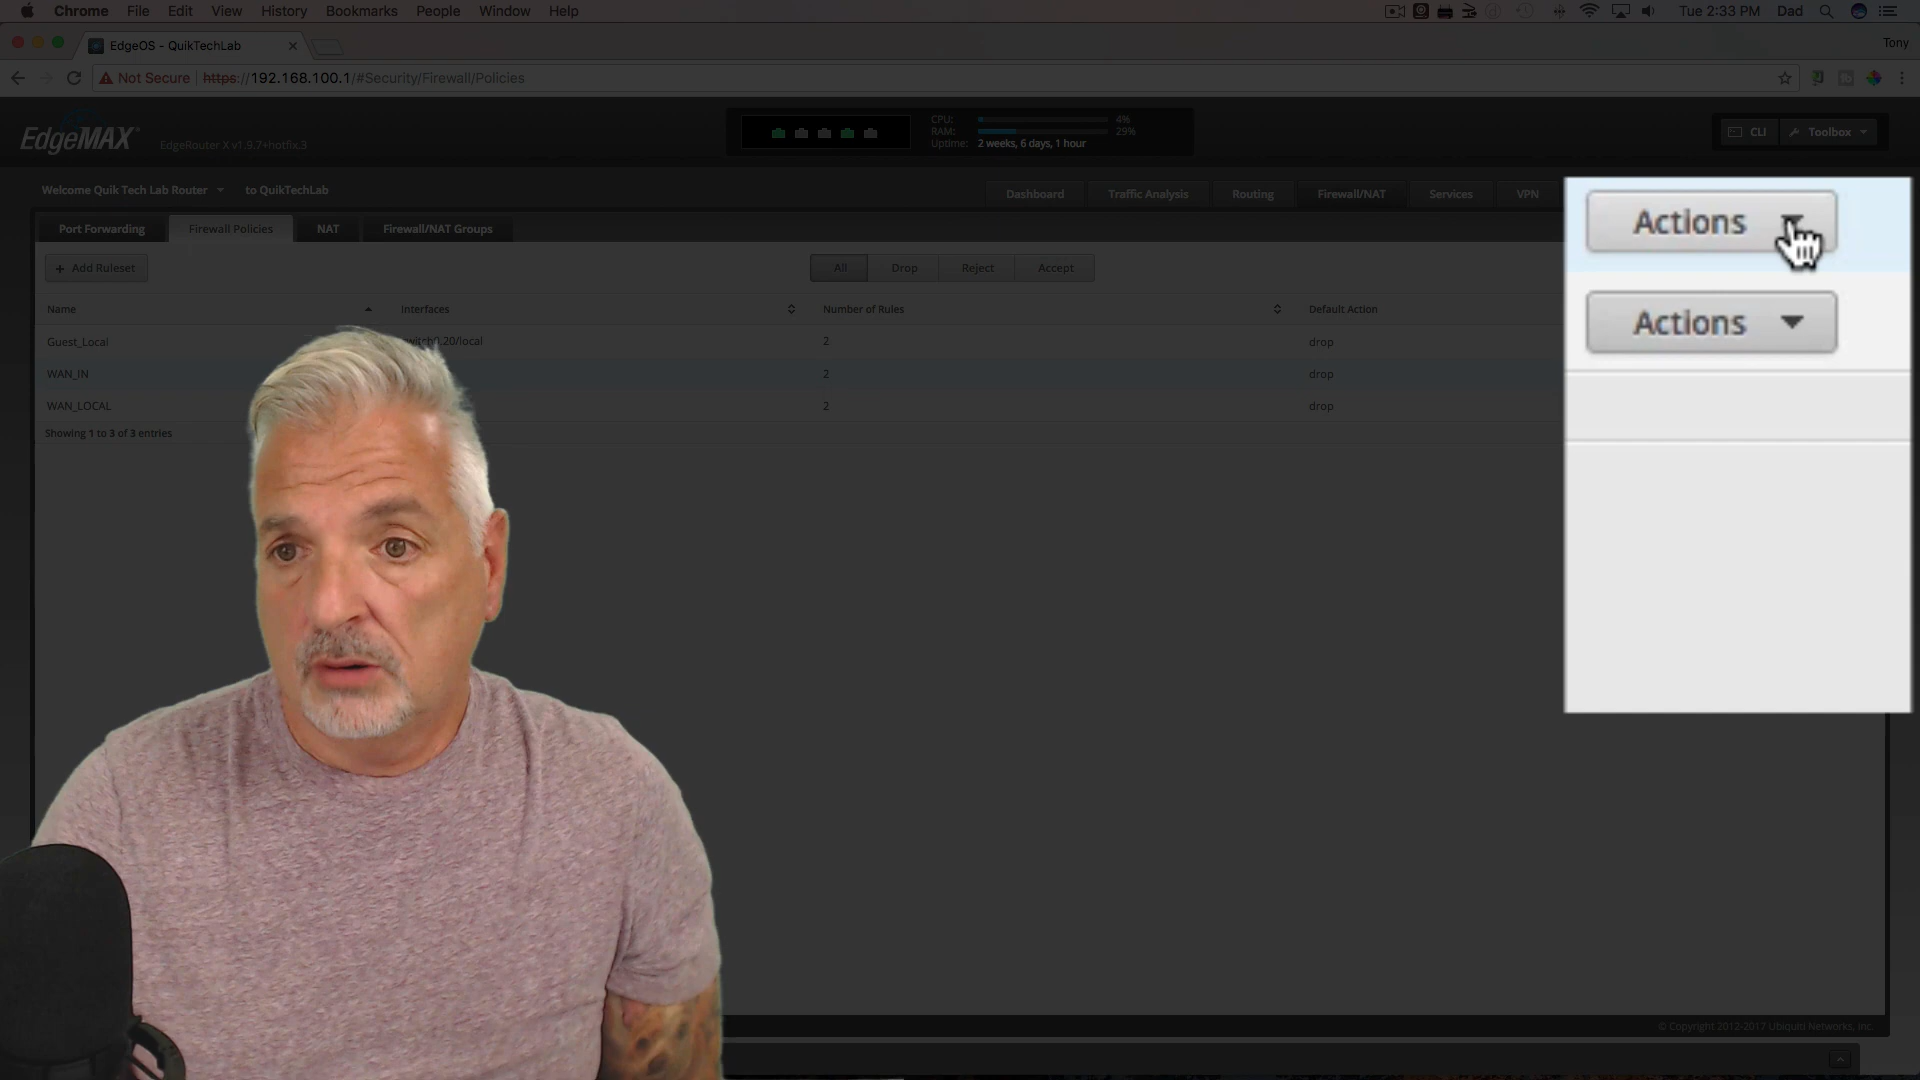 Chrome File Edit View History Bookmarks People Window Help Tue 2:33 PM Dad
EdgeOS - QuikTechLab Tony
Not Secure https://192.168.100.1/#Security/Firewall/Policies
EdgeMAX EdgeRouter X v1.9.7+hotfix.3
CPU: 4%
RAM: 29%
Uptime: 2 weeks, 6 days, 1 hour
CLI Toolbox
Welcome Quik Tech Lab Router to QuikTechLab
Dashboard Traffic Analysis Routing Firewall/NAT Services VPN
Port Forwarding Firewall Policies NAT Firewall/NAT Groups
+ Add Ruleset All Drop Reject Accept
Name Interfaces Number of Rules Default Action
Guest_Local switch0.20/local 2 drop
WAN_IN 2 drop
WAN_LOCAL 2 drop
Showing 1 to 3 of 3 entries
Actions
Actions
© Copyright 2012-2017 Ubiquiti Networks, Inc.